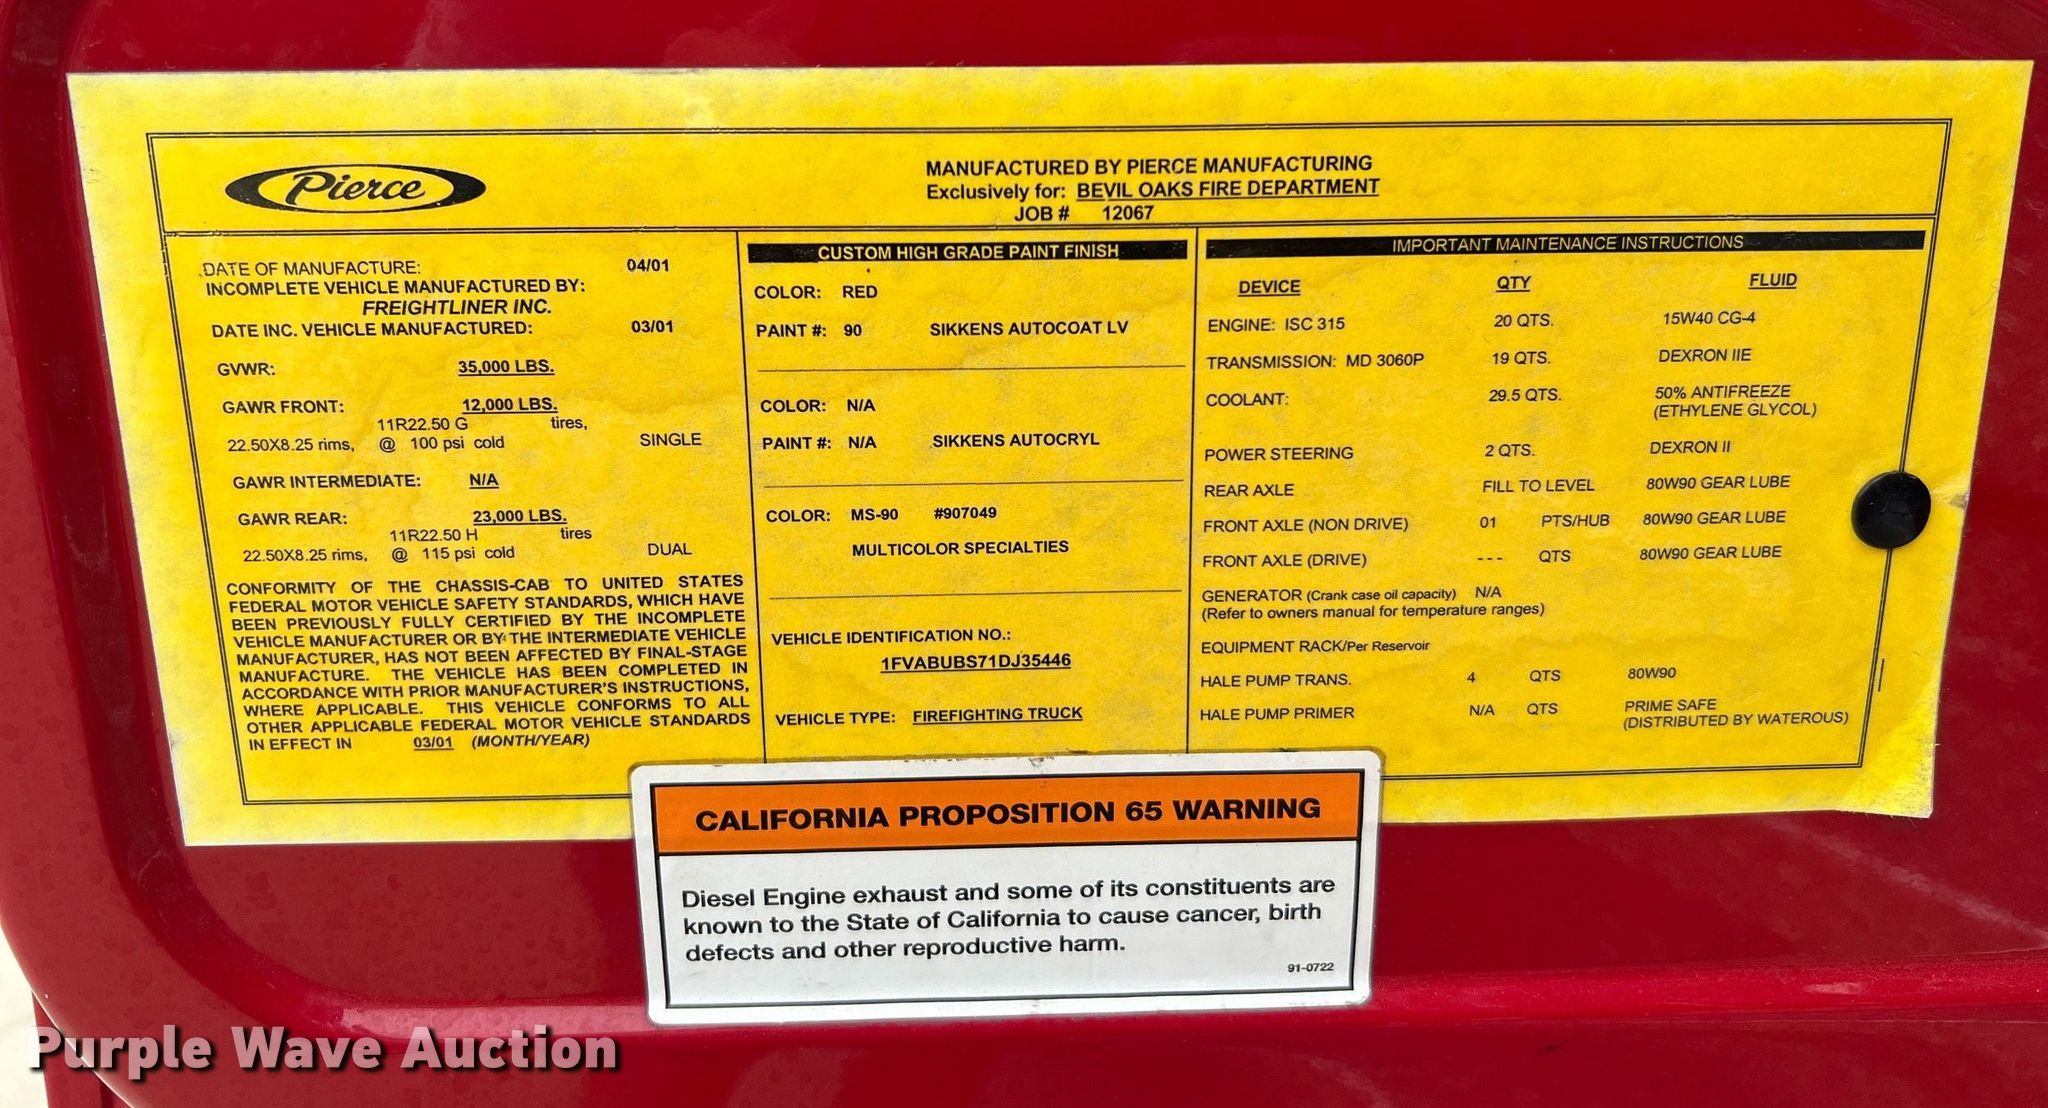 Pierce
MANUFACTURED BY PIERCE MANUFACTURING
Exclusively for: BEVIL OAKS FIRE DEPARTMENT
JOB # 12067
DATE OF MANUFACTURE: 04/01
INCOMPLETE VEHICLE MANUFACTURED BY:
FREIGHTLINER INC.
DATE INC. VEHICLE MANUFACTURED: 03/01
GVWR: 35,000 LBS.
GAWR FRONT: 12,000 LBS.
11R22.50 G tires,
22.50X8.25 rims, @ 100 psi cold SINGLE
GAWR INTERMEDIATE: N/A
GAWR REAR: 23,000 LBS.
11R22.50 H tires
22.50X8.25 rims, @ 115 psi cold DUAL
CONFORMITY OF THE CHASSIS-CAB TO UNITED STATES
FEDERAL MOTOR VEHICLE SAFETY STANDARDS, WHICH HAVE
BEEN PREVIOUSLY FULLY CERTIFIED BY THE INCOMPLETE
VEHICLE MANUFACTURER OR BY THE INTERMEDIATE VEHICLE
MANUFACTURER, HAS NOT BEEN AFFECTED BY FINAL-STAGE
MANUFACTURE. THE VEHICLE HAS BEEN COMPLETED IN
ACCORDANCE WITH PRIOR MANUFACTURER'S INSTRUCTIONS,
WHERE APPLICABLE. THIS VEHICLE CONFORMS TO ALL
OTHER APPLICABLE FEDERAL MOTOR VEHICLE STANDARDS
IN EFFECT IN 03/01 (MONTH/YEAR)
CUSTOM HIGH GRADE PAINT FINISH
COLOR: RED
PAINT #: 90 SIKKENS AUTOCOAT LV
COLOR: N/A
PAINT #: N/A SIKKENS AUTOCRYL
COLOR: MS-90 #907049
MULTICOLOR SPECIALTIES
VEHICLE IDENTIFICATION NO.:
1FVABUBS71DJ35446
VEHICLE TYPE: FIREFIGHTING TRUCK
IMPORTANT MAINTENANCE INSTRUCTIONS
DEVICE QTY FLUID
ENGINE: ISC 315 20 QTS. 15W40 CG-4
TRANSMISSION: MD 3060P 19 QTS. DEXRON IIE
COOLANT: 29.5 QTS. 50% ANTIFREEZE
(ETHYLENE GLYCOL)
POWER STEERING 2 QTS. DEXRON II
REAR AXLE FILL TO LEVEL 80W90 GEAR LUBE
FRONT AXLE (NON DRIVE) 01 PTS/HUB 80W90 GEAR LUBE
FRONT AXLE (DRIVE) --- QTS 80W90 GEAR LUBE
GENERATOR (Crank case oil capacity) N/A
(Refer to owners manual for temperature ranges)
EQUIPMENT RACK/Per Reservoir
HALE PUMP TRANS. 4 QTS 80W90
HALE PUMP PRIMER N/A QTS PRIME SAFE
(DISTRIBUTED BY WATEROUS)
CALIFORNIA PROPOSITION 65 WARNING
Diesel Engine exhaust and some of its constituents are
known to the State of California to cause cancer, birth
defects and other reproductive harm.
91-0722
Purple Wave Auction